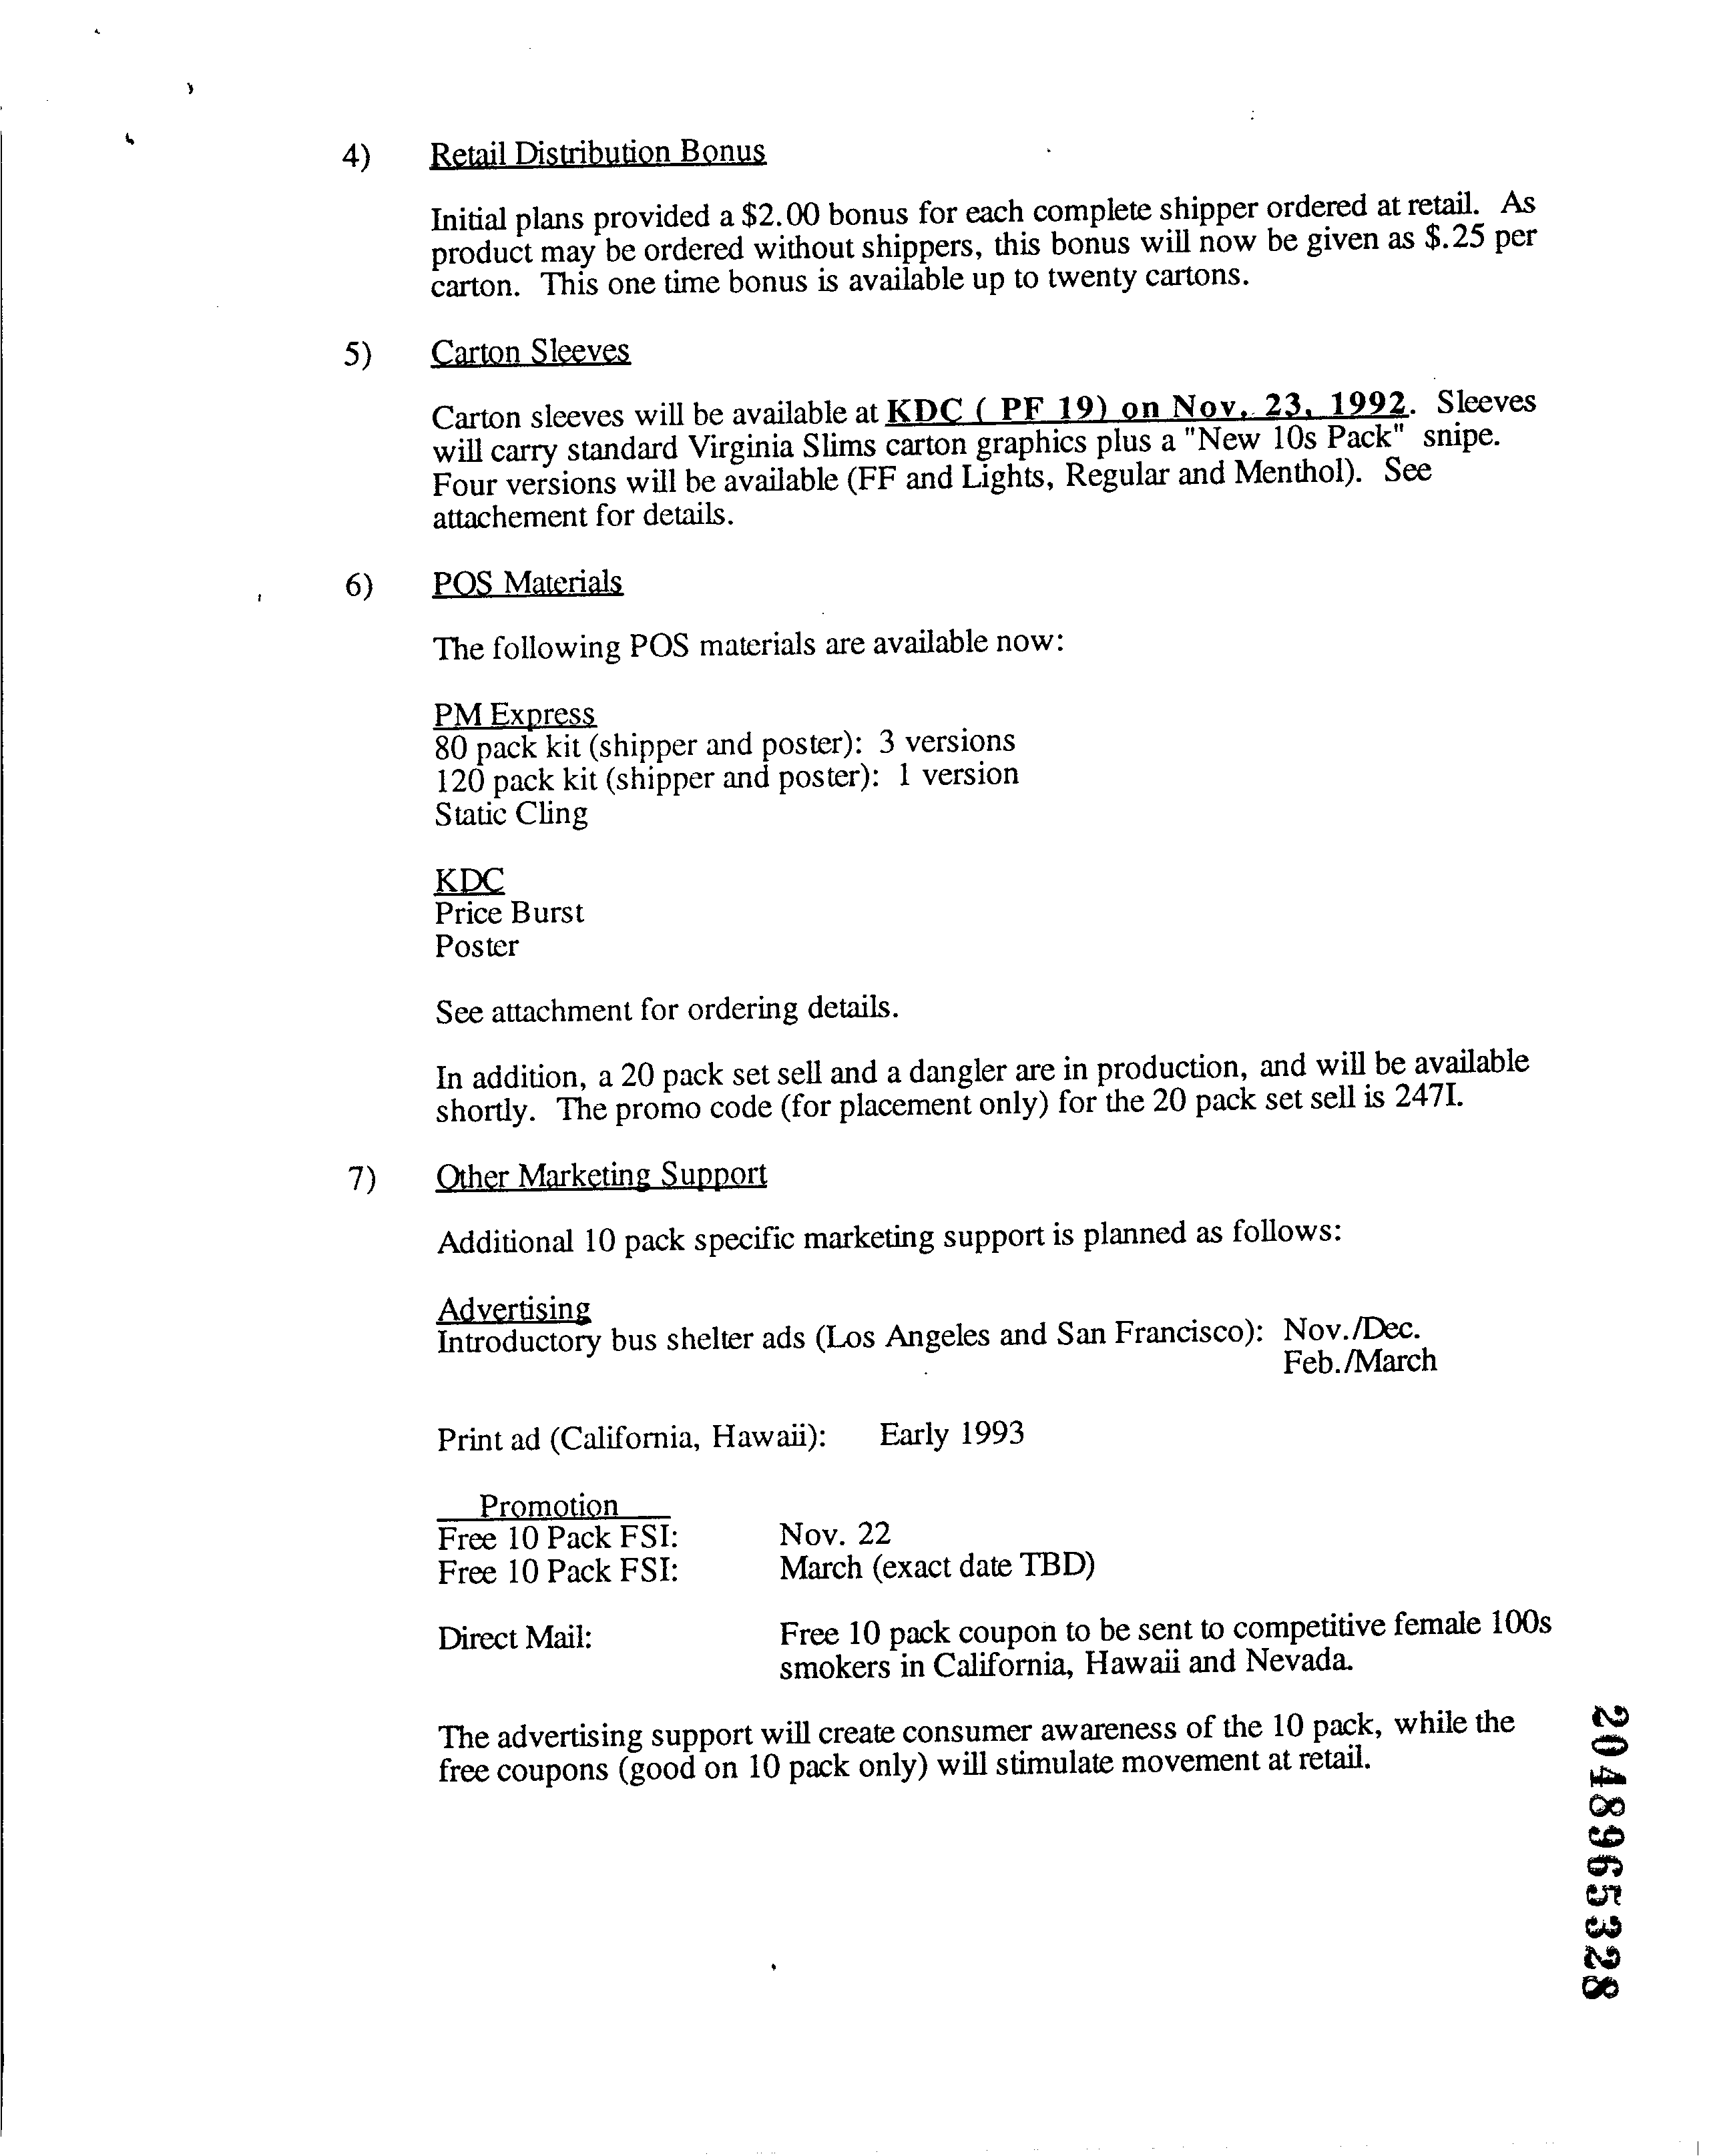 4) Retail Distribution Bonus
Initial plans provided a $2.00 bonus for each complete shipper ordered at retail. As
product may be ordered without shippers, this bonus will now be given as $.25 per
carton. This one time bonus is available up to twenty cartons.
5) Carton Sleeves
Carton sleeves will be available at KDC ( PF 19) on Nov. 23, 1992. Sleeves
will carry standard Virginia Slims carton graphics plus a "New 10s Pack" snipe.
Four versions will be available (FF and Lights, Regular and Menthol). See
attachement for details.
6) POS Materials
The following POS materials are available now:
PM Express
80 pack kit (shipper and poster): 3 versions
120 pack kit (shipper and poster): 1 version
Static Cling
KDC
Price Burst
Poster
See attachment for ordering details.
In addition, a 20 pack set sell and a dangler are in production, and will be available
shortly. The promo code (for placement only) for the 20 pack set sell is 247I.
7) Other Marketing Support
Additional 10 pack specific marketing support is planned as follows:
Advertising
Introductory bus shelter ads (Los Angeles and San Francisco): Nov./Dec.
Feb./March
Print ad (California, Hawaii): Early 1993
Promotion
Free 10 Pack FSI: Nov. 22
Free 10 Pack FSI: March (exact date TBD)
Direct Mail: Free 10 pack coupon to be sent to competitive female 100s
smokers in California, Hawaii and Nevada.
The advertising support will create consumer awareness of the 10 pack, while the
free coupons (good on 10 pack only) will stimulate movement at retail.
2048965328